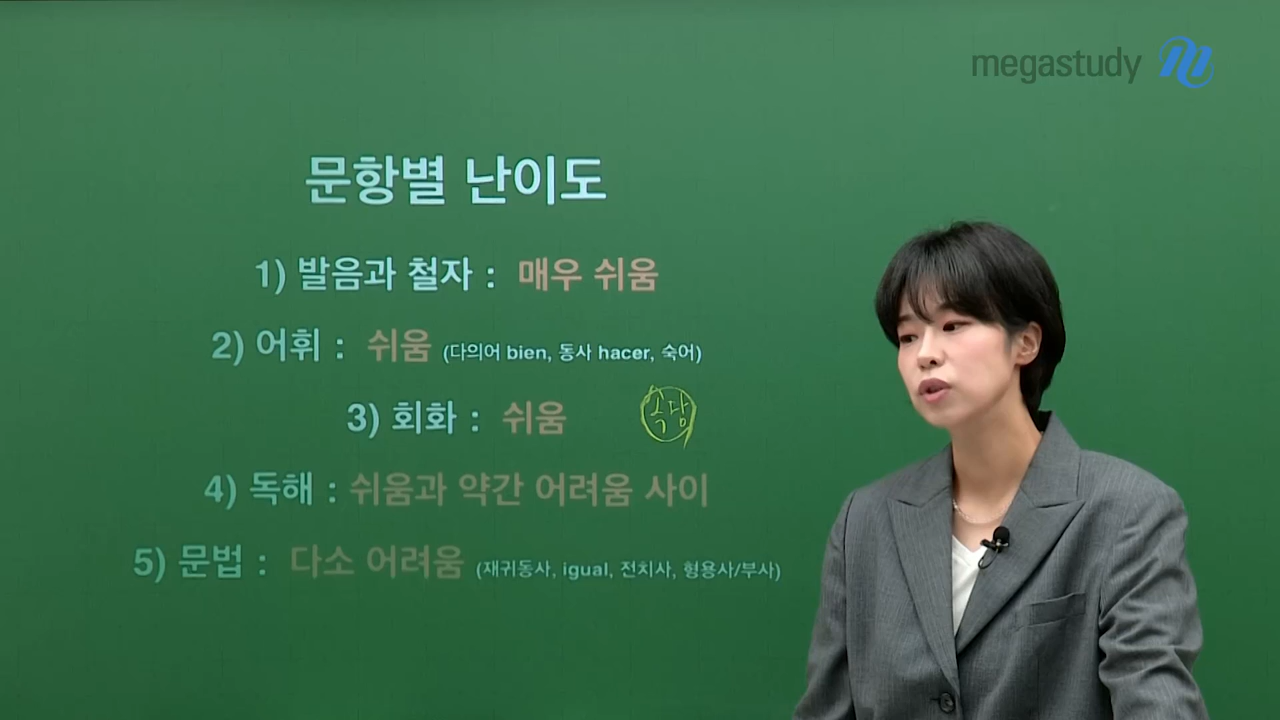 megastudy
문항별 난이도
1) 발음과 철자 : 매우 쉬움
2) 어휘 : 쉬움 (다의어 bien, 동사 hacer, 숙어)
3) 회화 : 쉬움 속담
4) 독해 : 쉬움과 약간 어려움 사이
5) 문법 : 다소 어려움 (재귀동사, igual, 전치사, 형용사/부사)